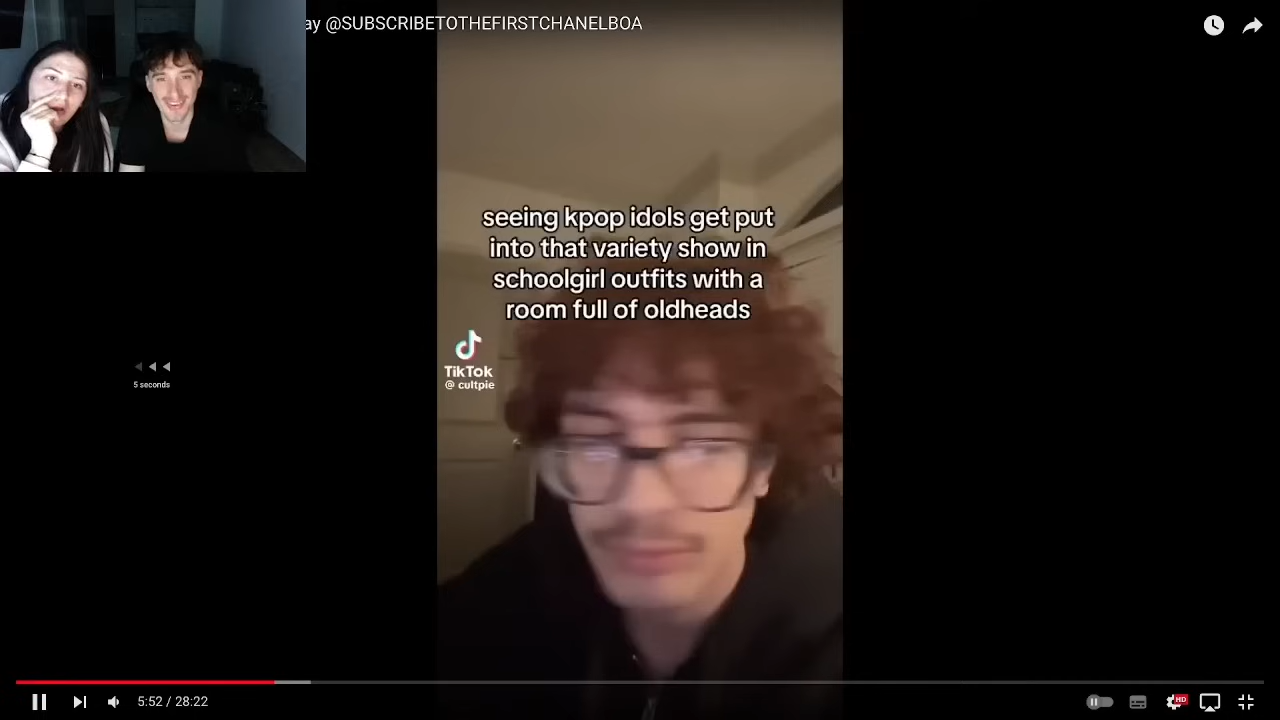 ay @SUBSCRIBETOTHEFIRSTCHANELBOA
seeing kpop idols get put
into that variety show in
schoolgirl outfits with a
room full of oldheads
TikTok
@ cultpie
5 seconds
5:52 / 28:22
HD